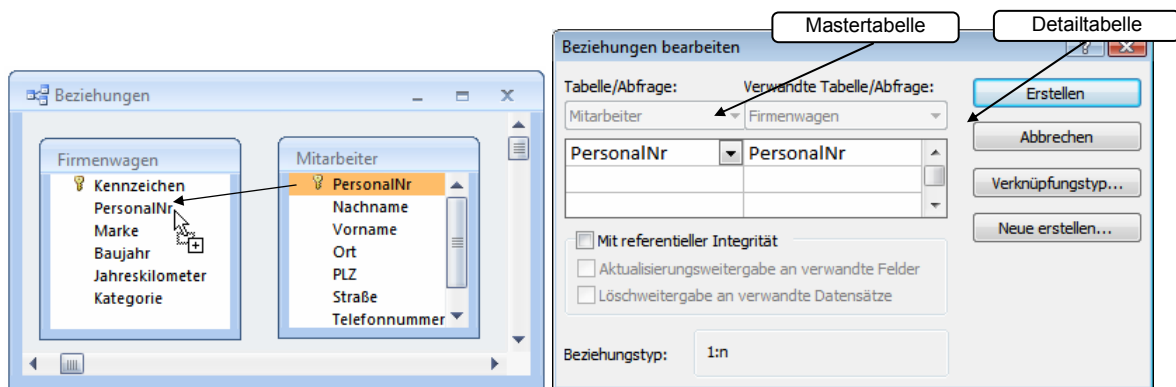 Mastertabelle
Detailtabelle
Beziehungen
Firmenwagen
Kennzeichen
PersonalNr
Marke
Baujahr
Jahreskilometer
Kategorie
Mitarbeiter
PersonalNr
Nachname
Vorname
Ort
PLZ
Straße
Telefonnummer
Beziehungen bearbeiten
Tabelle/Abfrage:
Verwandte Tabelle/Abfrage:
Mitarbeiter
Firmenwagen
PersonalNr
PersonalNr
Mit referentieller Integrität
Aktualisierungsweitergabe an verwandte Felder
Löschweitergabe an verwandte Datensätze
Beziehungstyp:
1:n
Erstellen
Abbrechen
Verknüpfungstyp...
Neue erstellen...